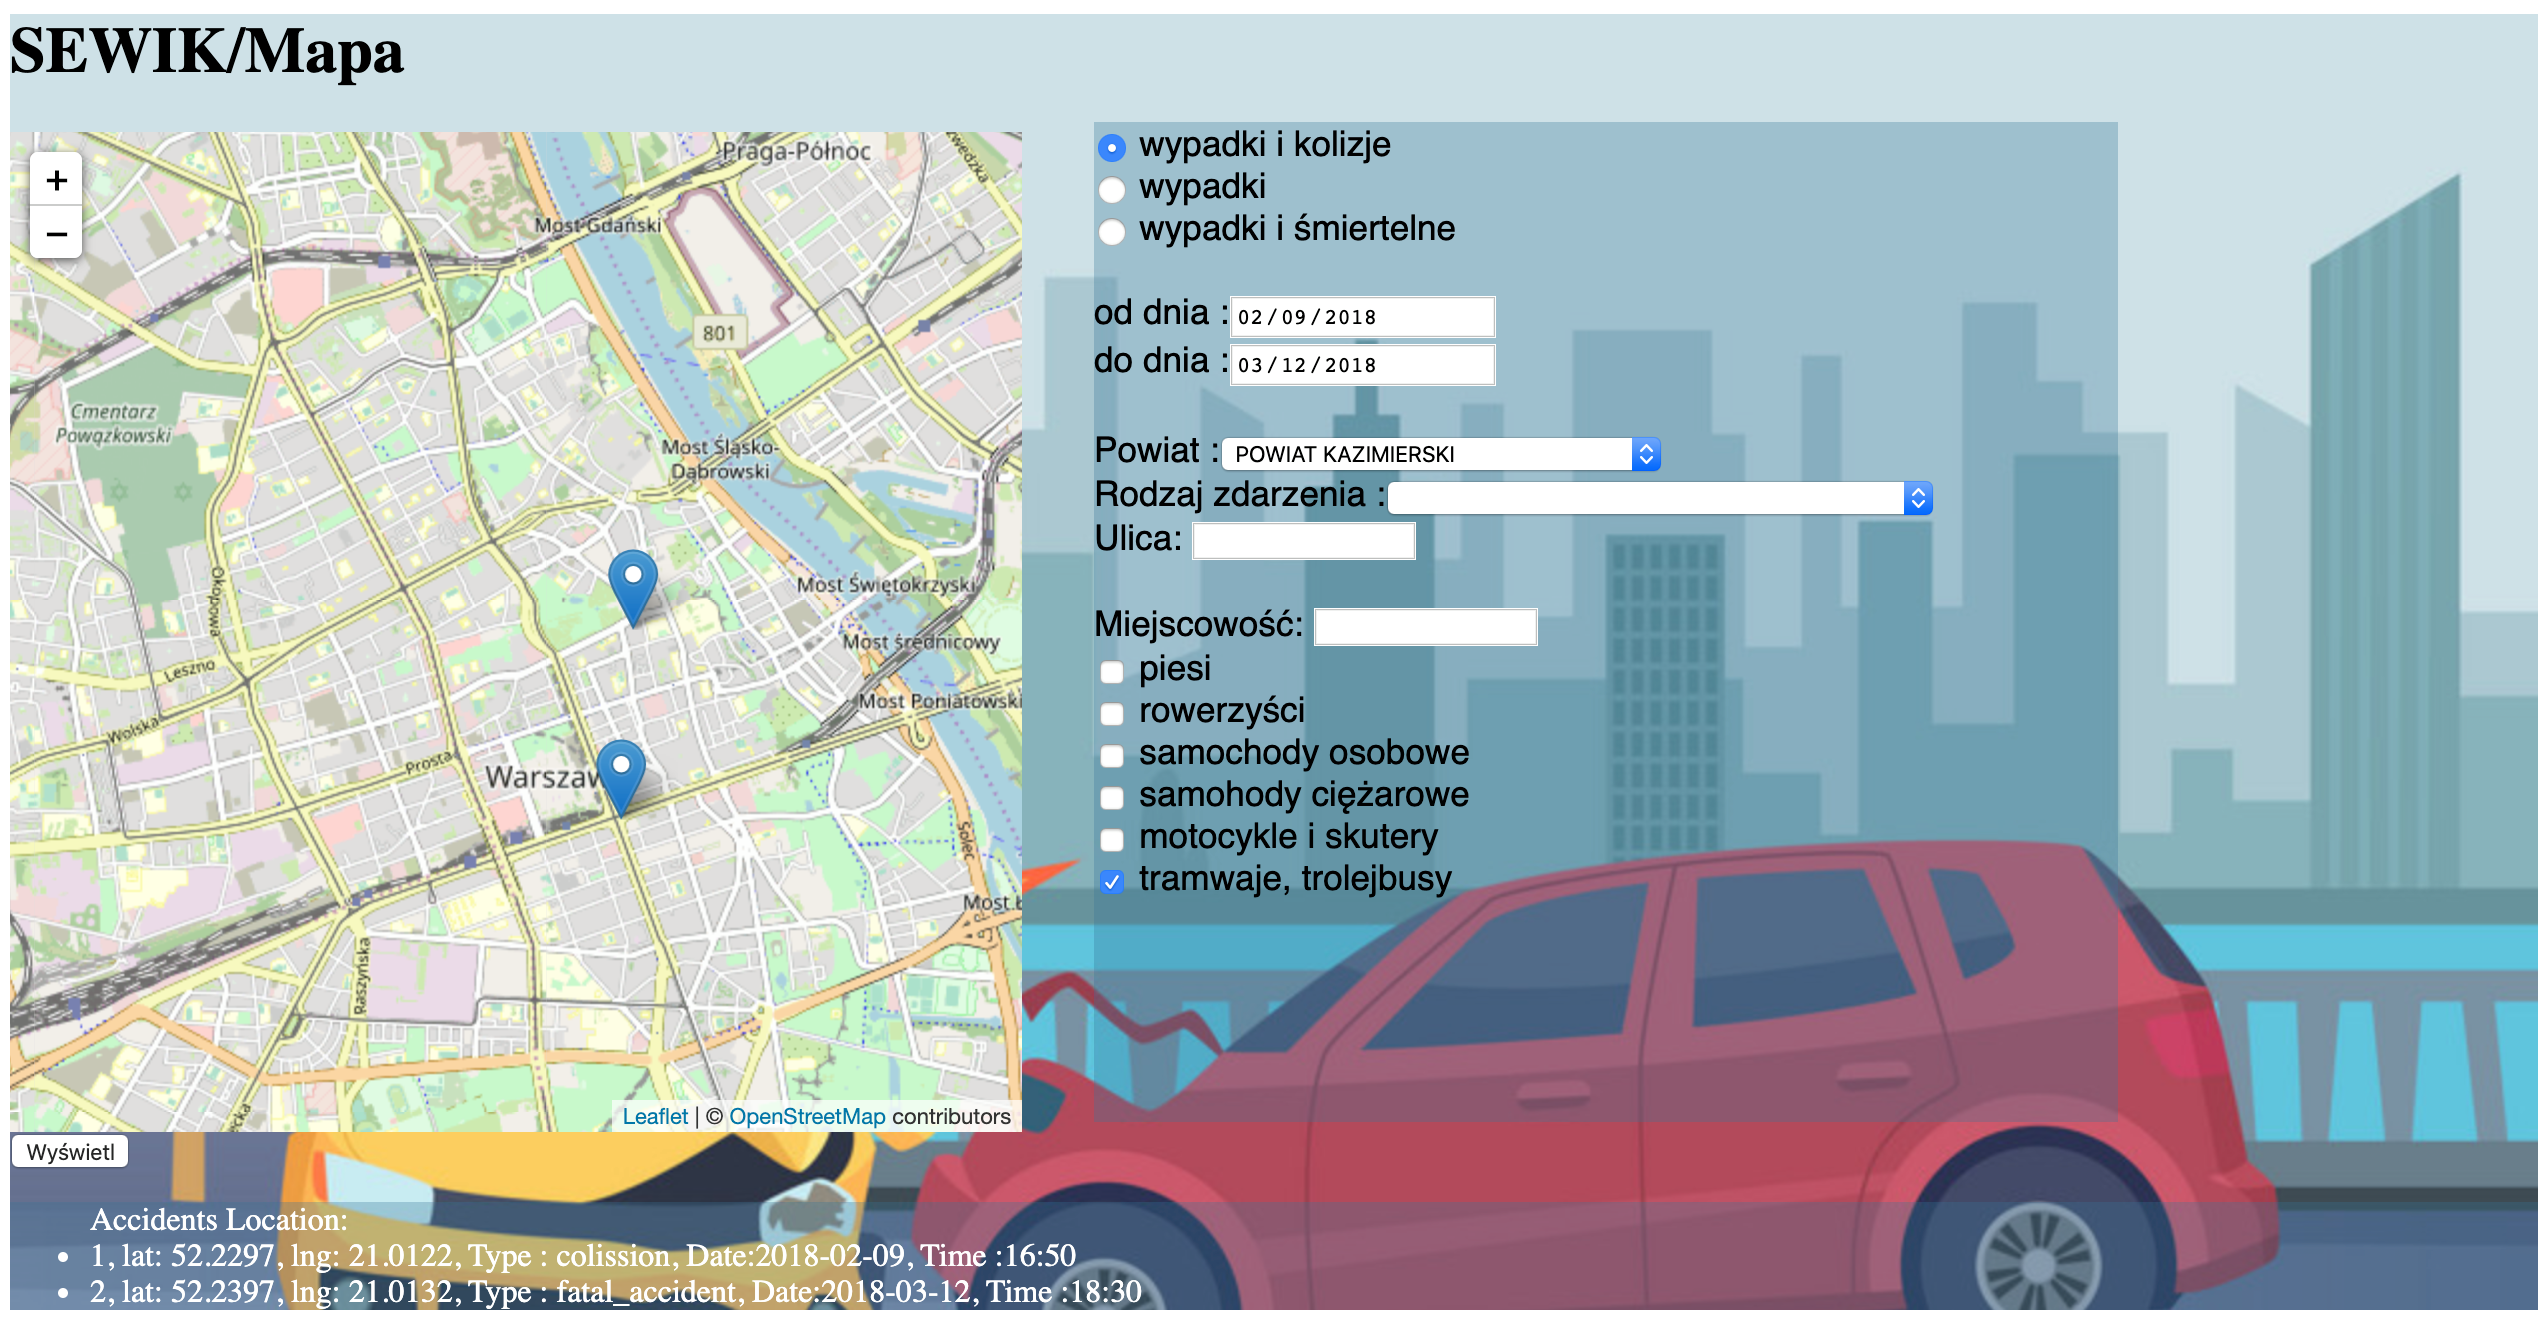 SEWIK/Mapa
+
−
Praga-Północ
wedzka
Most Gdański
801
Cmentarz
Powązkowski
Most Śląsko-
Dąbrowski
Okopowa
Most Świętokrzyski
Most średnicowy
Leszno
Most Poniatowski
Wolska
Prosta
Warszaw
Solec
Most
Raszyńska
ecka
Leaflet | © OpenStreetMap contributors
wypadki i kolizje
wypadki
wypadki i śmiertelne
od dnia : 02/09/2018
do dnia : 03/12/2018
Powiat : POWIAT KAZIMIERSKI
Rodzaj zdarzenia :
Ulica:
Miejscowość:
piesi
rowerzyści
samochody osobowe
samohody ciężarowe
motocykle i skutery
tramwaje, trolejbusy
Wyświetl
Accidents Location:
1, lat: 52.2297, lng: 21.0122, Type : colission, Date:2018-02-09, Time :16:50
2, lat: 52.2397, lng: 21.0132, Type : fatal_accident, Date:2018-03-12, Time :18:30